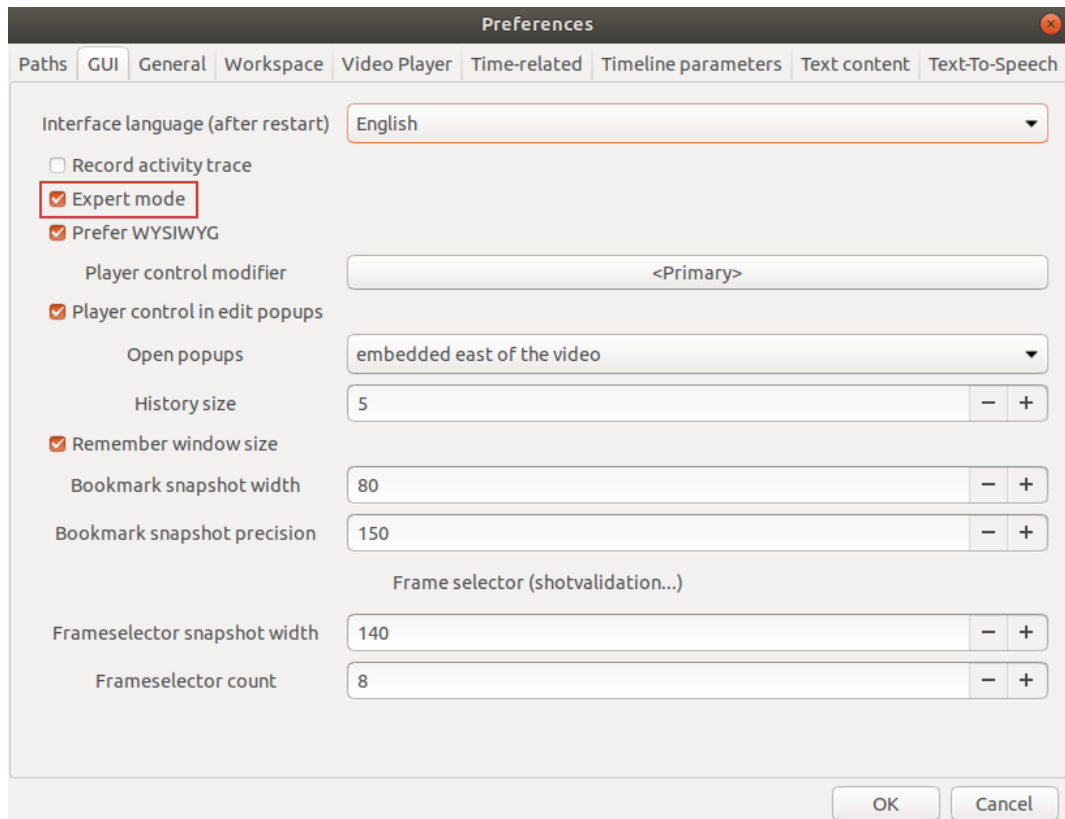 Preferences
Paths GUI General Workspace Video Player Time-related Timeline parameters Text content Text-To-Speech
Interface language (after restart) English
Record activity trace
Expert mode
Prefer WYSIWYG
Player control modifier <Primary>
Player control in edit popups
Open popups embedded east of the video
History size 5 − +
Remember window size
Bookmark snapshot width 80 − +
Bookmark snapshot precision 150 − +
Frame selector (shotvalidation...)
Frameselector snapshot width 140 − +
Frameselector count 8 − +
OK Cancel